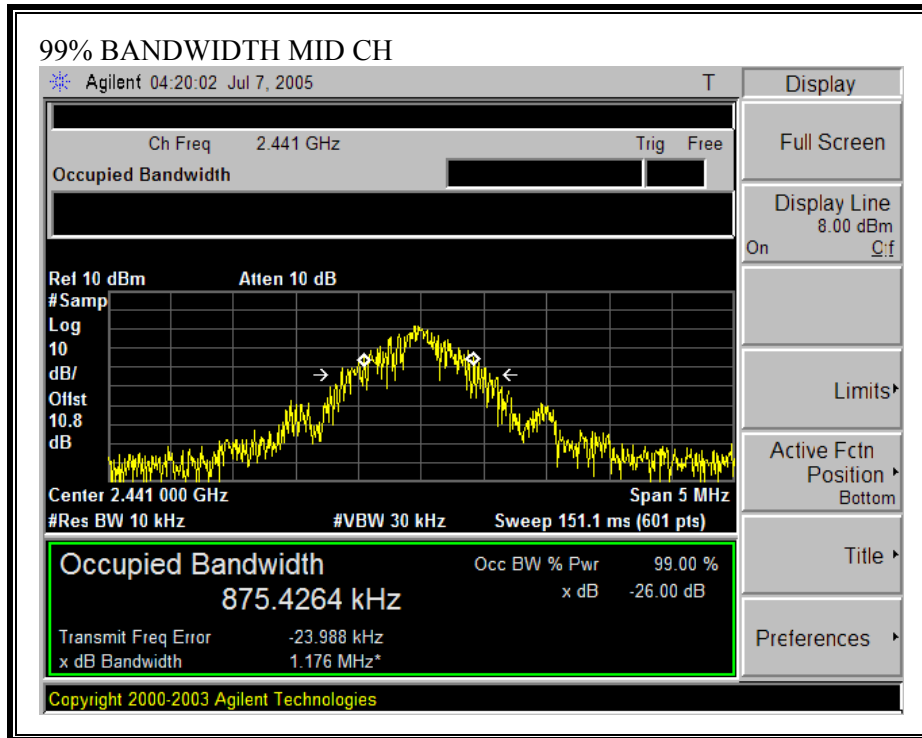 99% BANDWIDTH MID CH
Agilent 04:20:02 Jul 7, 2005 T
Display
Ch Freq 2.441 GHz Trig Free
Occupied Bandwidth
Full Screen
Display Line
8.00 dBm
On
Ref 10 dBm Atten 10 dB
#Samp
Log
10
dB/
Offst
10.8
dB
Limits
Active Fctn
Position
Bottom
Center 2.441 000 GHz Span 5 MHz
#Res BW 10 kHz #VBW 30 kHz Sweep 151.1 ms (601 pts)
Title
Occupied Bandwidth Occ BW % Pwr 99.00 %
875.4264 kHz x dB -26.00 dB
Transmit Freq Error -23.988 kHz
x dB Bandwidth 1.176 MHz*
Preferences
Copyright 2000-2003 Agilent Technologies